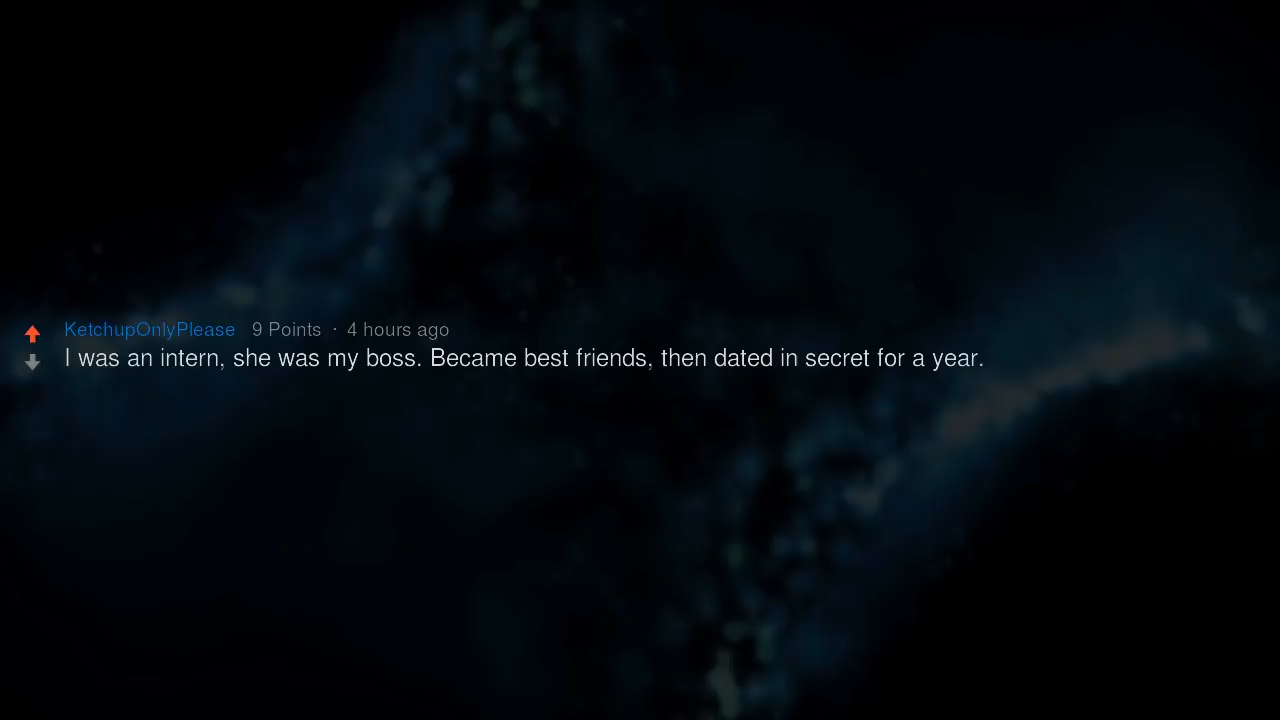 KetchupOnlyPlease 9 Points · 4 hours ago
I was an intern, she was my boss. Became best friends, then dated in secret for a year.